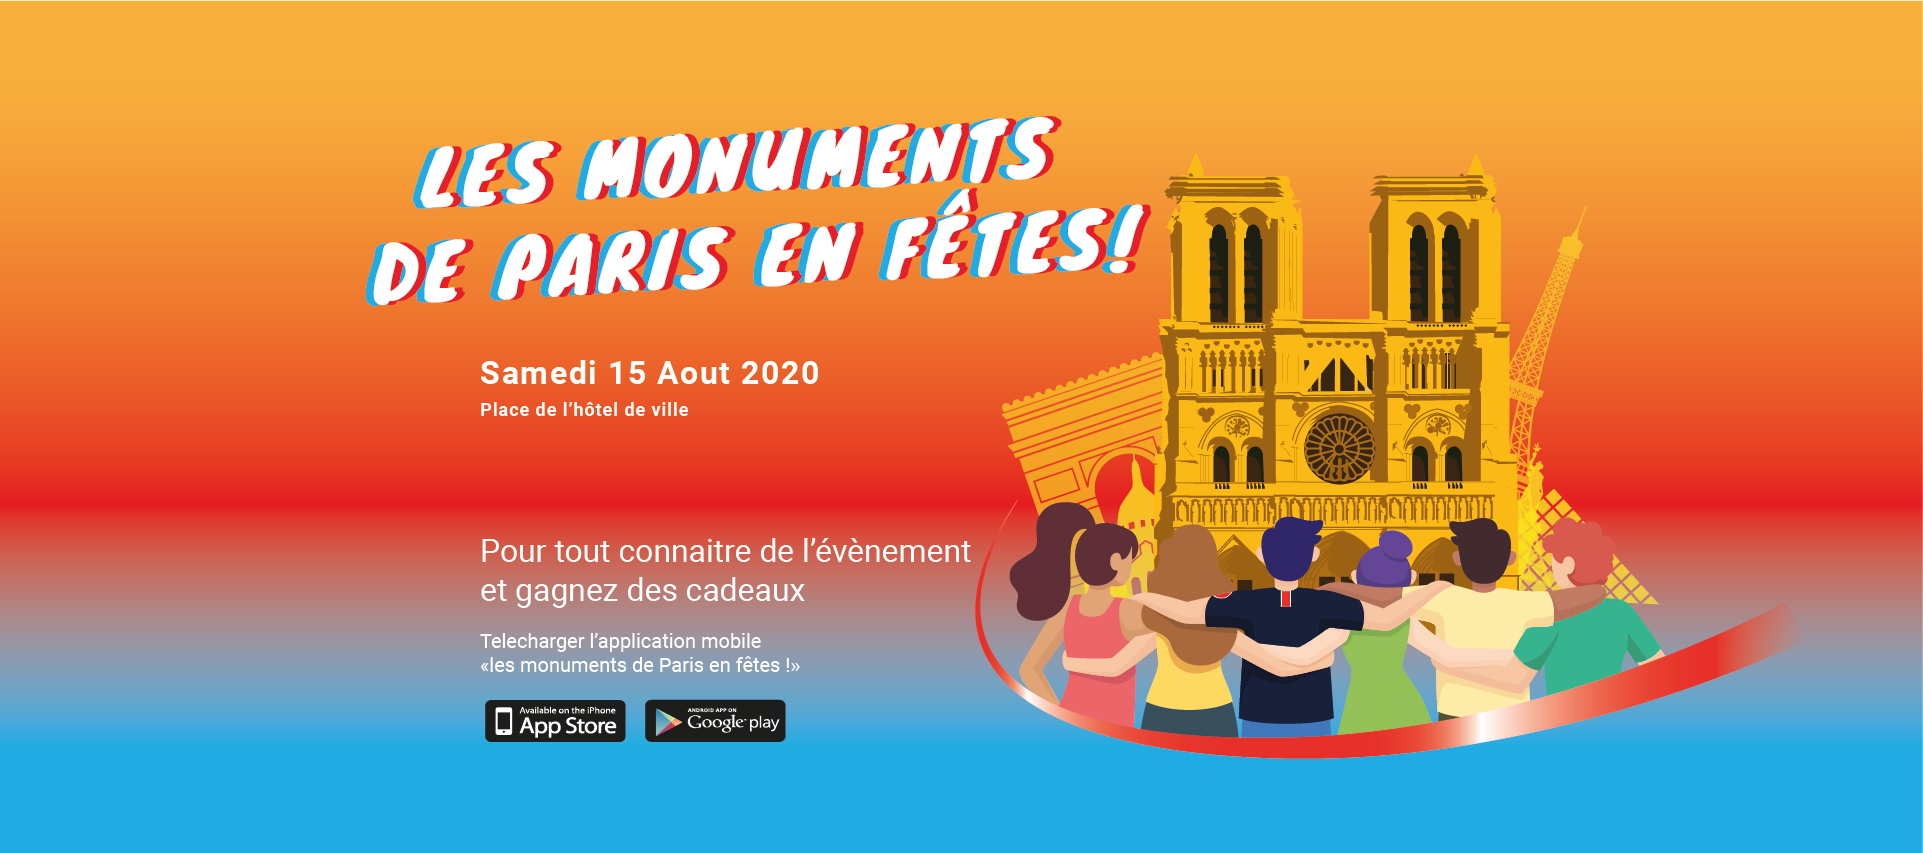 LES MONUMENTS
DE PARIS EN FÊTES!
Samedi 15 Aout 2020
Place de l’hôtel de ville
Pour tout connaitre de l’évènement
et gagnez des cadeaux
Telecharger l’application mobile
«les monuments de Paris en fêtes !»
Available on the iPhone
App Store
ANDROID APP ON
Google play